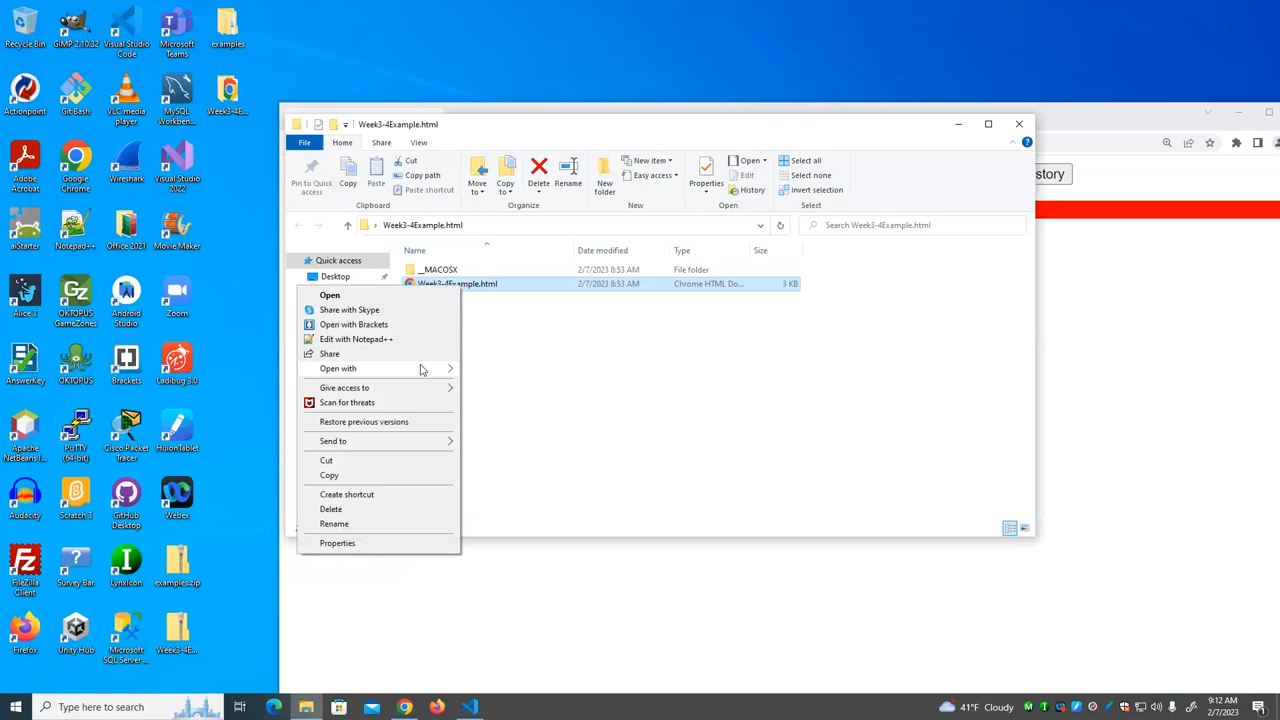 Recycle Bin
GIMP 2.10.32
Visual Studio
Code
Microsoft
Teams
examples
Actionpoint
Git Bash
VLC media
player
MySQL
Workben...
Week3-4E...
Adobe
Acrobat
Google
Chrome
Wireshark
Visual Studio
2022
aiStarter
Notepad++
Office 2021
Movie Maker
Alice 3
OKTOPUS
GameZones
Android
Studio
Zoom
AnswerKey
OKTOPUS
Brackets
Ladibug 3.0
Apache
NetBeans I...
PuTTY
(64-bit)
Cisco Packet
Tracer
HuionTablet
Audacity
Scratch 3
GitHub
Desktop
Webex
FileZilla
Client
Survey Bar
LynxIcon
examples.zip
Firefox
Unity Hub
Microsoft
SQL Server ...
Week3-4E...
Week3-4Example.html
File
Home
Share
View
Pin to Quick
access
Copy
Paste
Cut
Copy path
Paste shortcut
Clipboard
Move
to
Copy
to
Delete
Rename
Organize
New
folder
New item
Easy access
New
Properties
Open
Edit
History
Open
Select all
Select none
Invert selection
Select
story
Week3-4Example.html
Search Week3-4Example.html
Name
Date modified
Type
Size
Quick access
Desktop
__MACOSX
2/7/2023 8:53 AM
File folder
Week3-4Example.html
2/7/2023 8:53 AM
Chrome HTML Do...
3 KB
Open
Share with Skype
Open with Brackets
Edit with Notepad++
Share
Open with
Give access to
Scan for threats
Restore previous versions
Send to
Cut
Copy
Create shortcut
Delete
Rename
Properties
Type here to search
41°F Cloudy
9:12 AM
2/7/2023